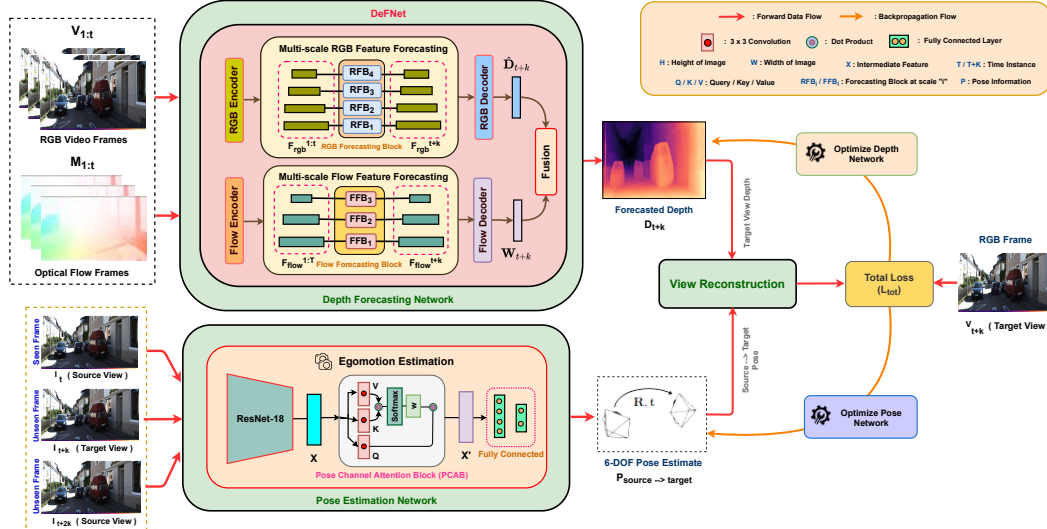 V1:t
RGB Video Frames
M1:t
Optical Flow Frames
DeFNet
RGB Encoder
Multi-scale RGB Feature Forecasting
RFB4
RFB3
RFB2
RFB1
Frgb 1:t
RGB Forecasting Block
Frgb t+k
RGB Decoder
D̂t+k
Flow Encoder
Multi-scale Flow Feature Forecasting
FFB3
FFB2
FFB1
Fflow 1:T
Flow Forecasting Block
Fflow t+k
Flow Decoder
Wt+k
Fusion
Depth Forecasting Network
: Forward Data Flow
: Backpropagation Flow
: 3 x 3 Convolution
: Dot Product
: Fully Connected Layer
H : Height of Image
W : Width of Image
X : Intermediate Feature
T / T+K : Time Instance
Q / K / V : Query / Key / Value
RFBi / FFBi : Forecasting Block at scale "i"
P : Pose Information
Forecasted Depth
Dt+k
Target View Depth
Optimize Depth
Network
View Reconstruction
Total Loss
(Ltot)
RGB Frame
Vt+k ( Target View )
Source --> Target
Pose
Optimize Pose
Network
Seen Frame
It ( Source View )
Unseen Frame
It+k ( Target View )
Unseen Frame
It+2k ( Source View )
Egomotion Estimation
ResNet-18
X
V
K
Q
Softmax
w
Pose Channel Attention Block (PCAB)
X'
Fully Connected
Pose Estimation Network
R, t
6-DOF Pose Estimate
Psource --> target